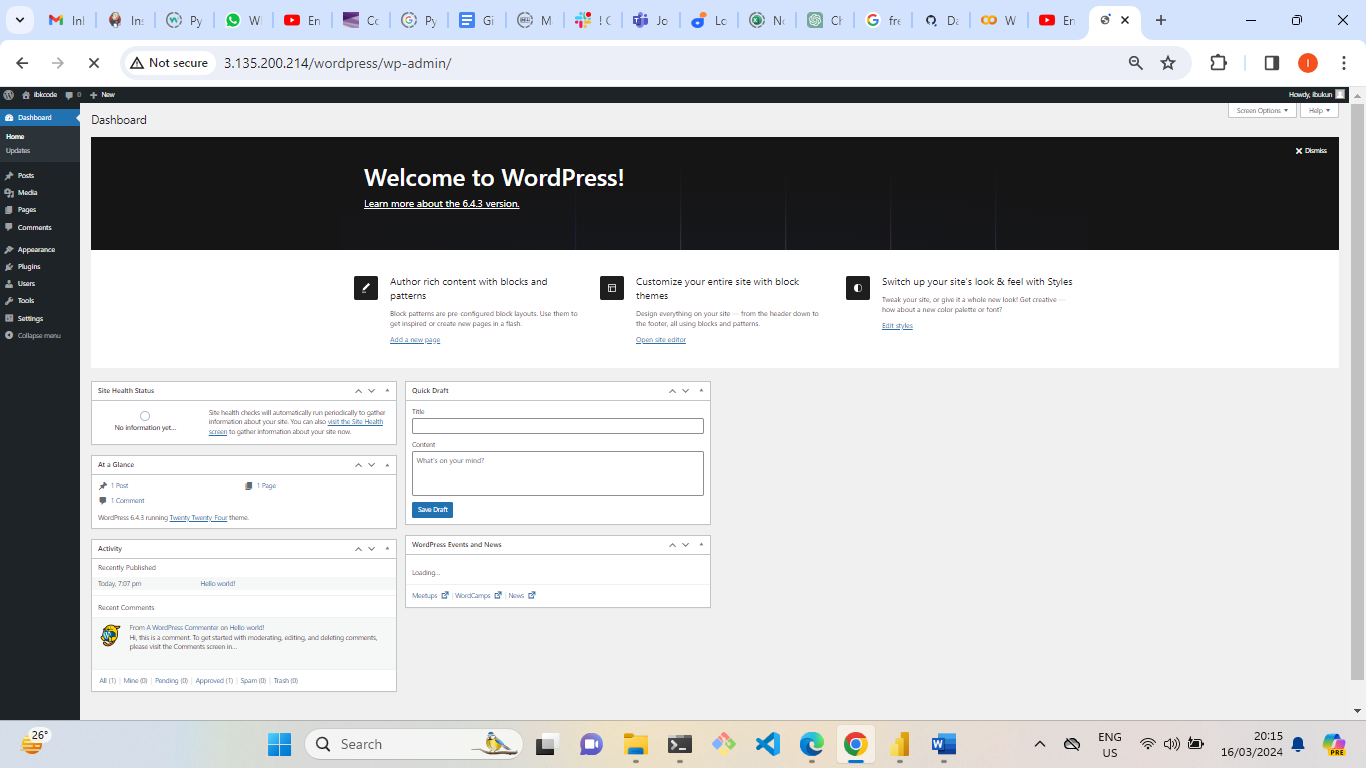 Inl
Ins
Py
Wi
En
Co
Py
Gi
M
! C
Jo
Lo
No
Ch
fre
Da
W
En
Not secure
3.135.200.214/wordpress/wp-admin/
I
ibkcode
0
New
Howdy, ibukun
Dashboard
Home
Updates
Posts
Media
Pages
Comments
Appearance
Plugins
Users
Tools
Settings
Collapse menu
Dashboard
Screen Options
Help
Dismiss
Welcome to WordPress!
Learn more about the 6.4.3 version.
Author rich content with blocks and
patterns
Block patterns are pre-configured block layouts. Use them to
get inspired or create new pages in a flash.
Add a new page
Customize your entire site with block
themes
Design everything on your site — from the header down to
the footer, all using blocks and patterns.
Open site editor
Switch up your site's look & feel with Styles
Tweak your site, or give it a whole new look! Get creative —
how about a new color palette or font?
Edit styles
Site Health Status
No information yet...
Site health checks will automatically run periodically to gather
information about your site. You can also visit the Site Health
screen to gather information about your site now.
At a Glance
1 Post
1 Page
1 Comment
WordPress 6.4.3 running Twenty Twenty-Four theme.
Activity
Recently Published
Today, 7:07 pm Hello world!
Recent Comments
From A WordPress Commenter on Hello world!
Hi, this is a comment. To get started with moderating, editing, and deleting comments,
please visit the Comments screen in...
All (1) | Mine (0) | Pending (0) | Approved (1) | Spam (0) | Trash (0)
Quick Draft
Title
Content
What's on your mind?
Save Draft
WordPress Events and News
Loading...
Meetups | WordCamps | News
26°
Search
ENG
US
20:15
16/03/2024
PRE